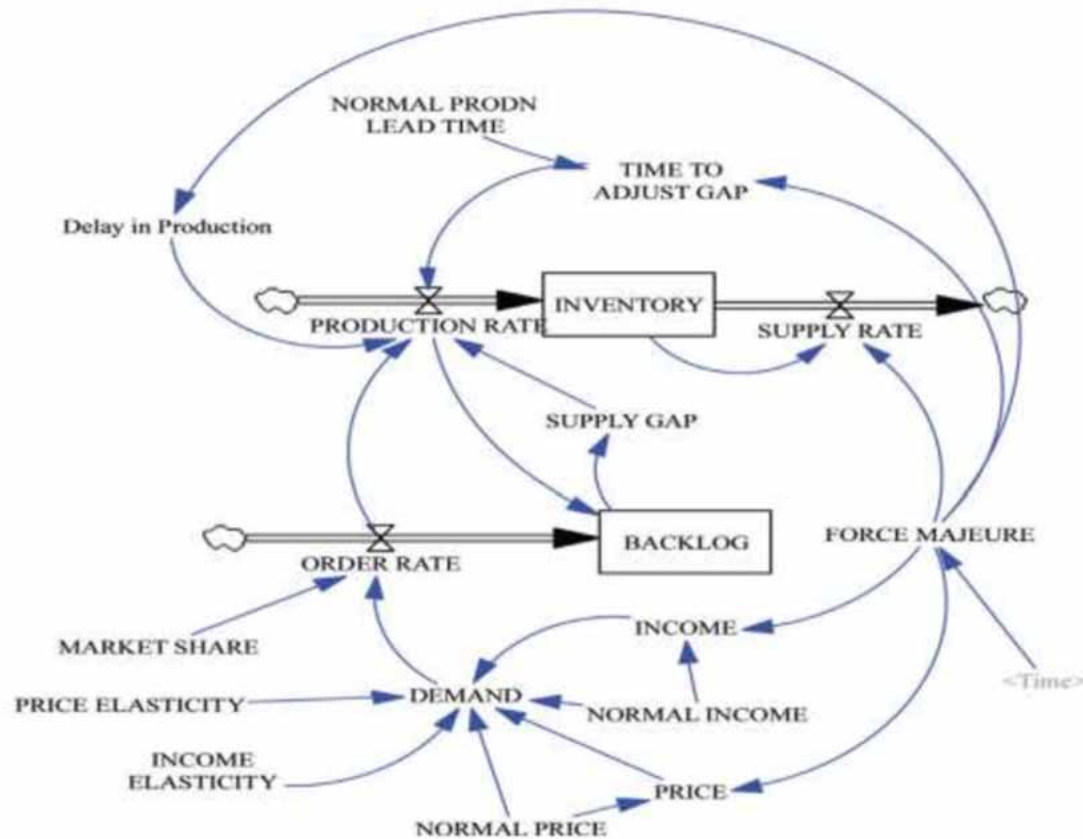 NORMAL PRODN
LEAD TIME
TIME TO
ADJUST GAP
Delay in Production
INVENTORY
PRODUCTION RATE
SUPPLY RATE
SUPPLY GAP
BACKLOG
FORCE MAJEURE
ORDER RATE
INCOME
MARKET SHARE
<Time>
DEMAND
PRICE ELASTICITY
NORMAL INCOME
INCOME
ELASTICITY
PRICE
NORMAL PRICE